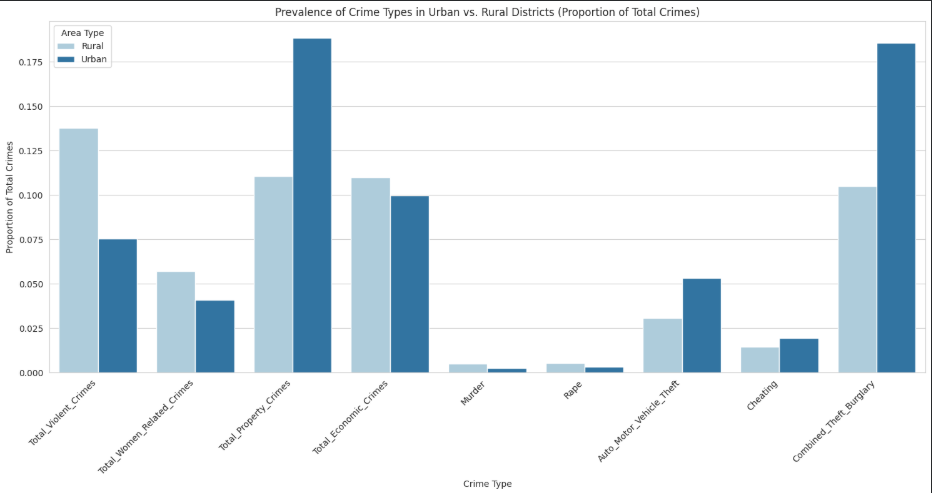 Prevalence of Crime Types in Urban vs. Rural Districts (Proportion of Total Crimes)
Area Type
Rural
Urban
Proportion of Total Crimes
0.175
0.150
0.125
0.100
0.075
0.050
0.025
0.000
Total_Violent_Crimes
Total_Women_Related_Crimes
Total_Property_Crimes
Total_Economic_Crimes
Murder
Rape
Auto_Motor_Vehicle_Theft
Cheating
Combined_Theft_Burglary
Crime Type